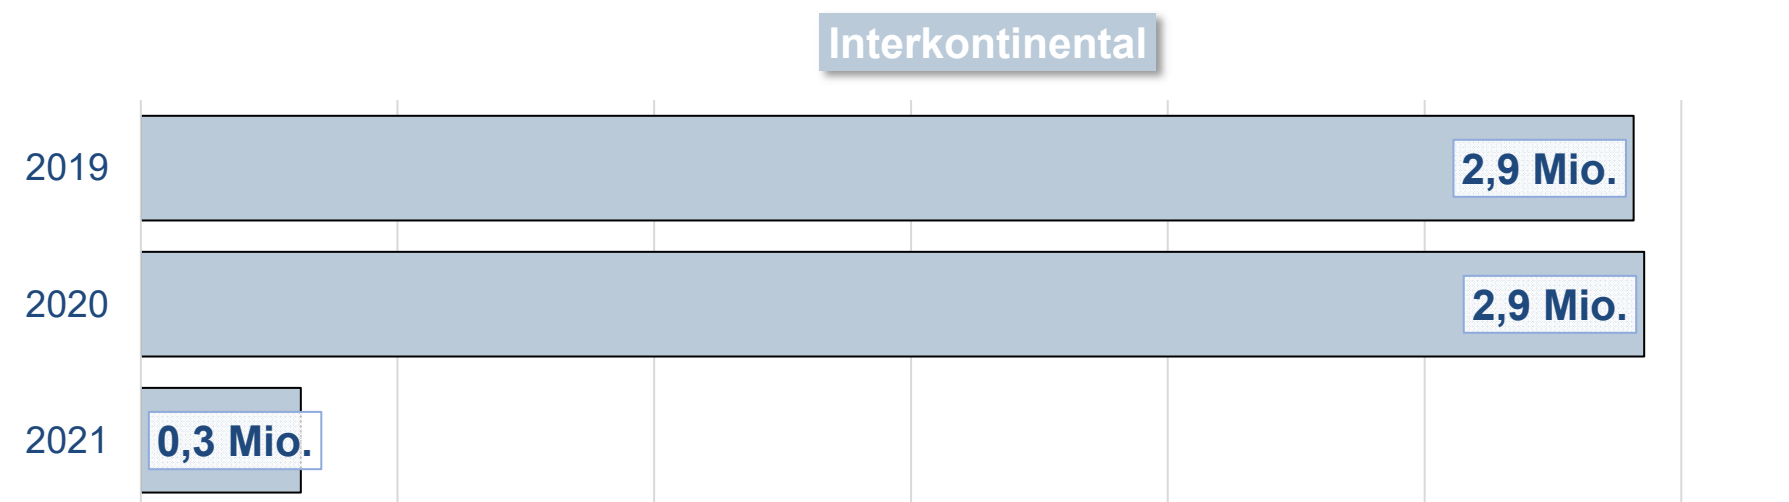 Interkontinental
2019 2,9 Mio.
2020 2,9 Mio.
2021 0,3 Mio.